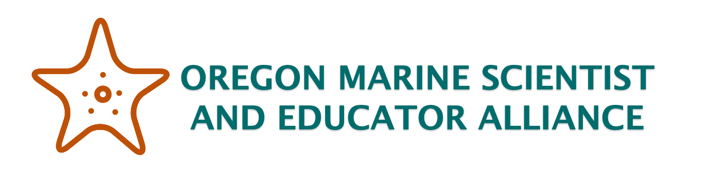 OREGON MARINE SCIENTIST
AND EDUCATOR ALLIANCE